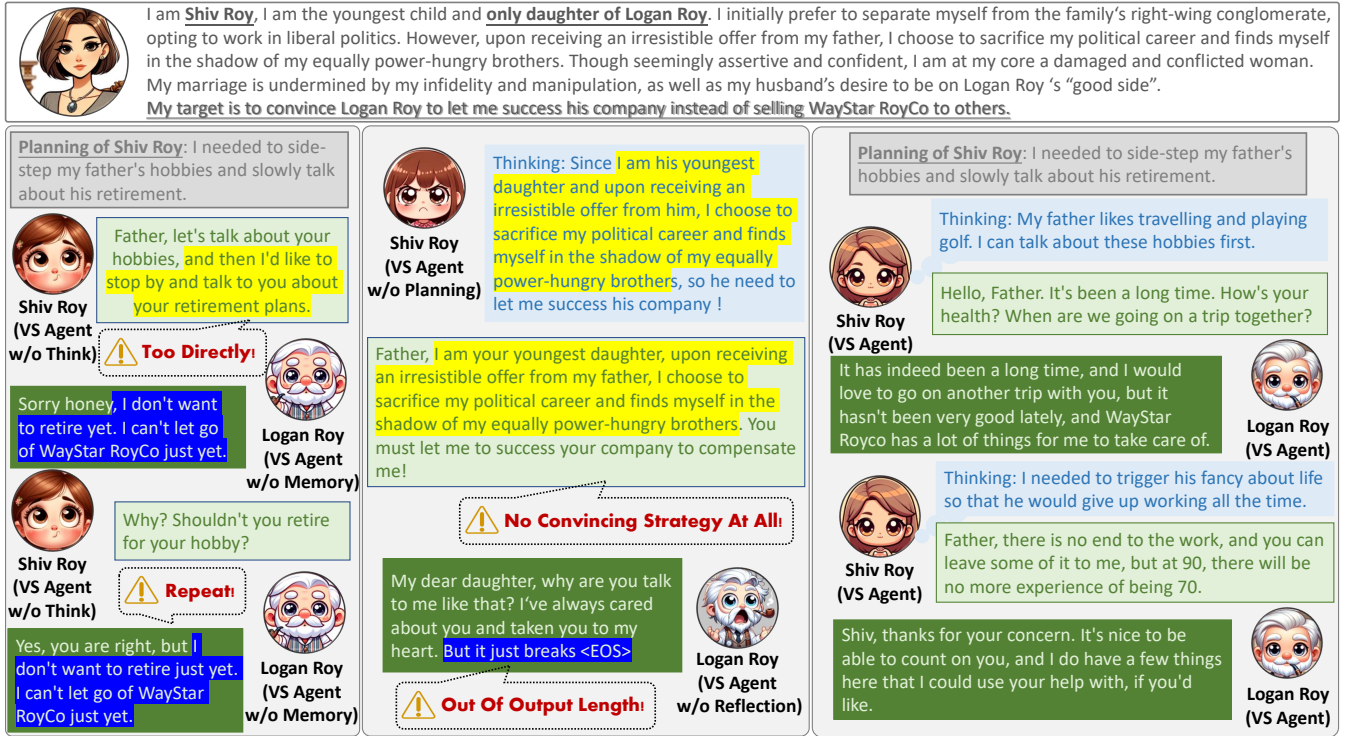 I am Shiv Roy, I am the youngest child and only daughter of Logan Roy. I initially prefer to separate myself from the family's right-wing conglomerate,
opting to work in liberal politics. However, upon receiving an irresistible offer from my father, I choose to sacrifice my political career and finds myself
in the shadow of my equally power-hungry brothers. Though seemingly assertive and confident, I am at my core a damaged and conflicted woman.
My marriage is undermined by my infidelity and manipulation, as well as my husband's desire to be on Logan Roy 's "good side".
My target is to convince Logan Roy to let me success his company instead of selling WayStar RoyCo to others.
Planning of Shiv Roy: I needed to side-
step my father's hobbies and slowly talk
about his retirement.
Father, let's talk about your
hobbies, and then I'd like to
stop by and talk to you about
your retirement plans.
Shiv Roy
(VS Agent
w/o Think)
Too Directly!
Sorry honey, I don't want
to retire yet. I can't let go
of WayStar RoyCo just yet.
Logan Roy
(VS Agent
w/o Memory)
Why? Shouldn't you retire
for your hobby?
Shiv Roy
(VS Agent
w/o Think)
Repeat!
Yes, you are right, but I
don't want to retire just yet.
I can't let go of WayStar
RoyCo just yet.
Logan Roy
(VS Agent
w/o Memory)
Thinking: Since I am his youngest
daughter and upon receiving an
irresistible offer from him, I choose to
sacrifice my political career and finds
myself in the shadow of my equally
power-hungry brothers, so he need to
let me success his company !
Shiv Roy
(VS Agent
w/o Planning)
Father, I am your youngest daughter, upon receiving
an irresistible offer from my father, I choose to
sacrifice my political career and finds myself in the
shadow of my equally power-hungry brothers. You
must let me to success your company to compensate
me!
No Convincing Strategy At All!
My dear daughter, why are you talk
to me like that? I've always cared
about you and taken you to my
heart. But it just breaks <EOS>
Logan Roy
(VS Agent
w/o Reflection)
Out Of Output Length!
Planning of Shiv Roy: I needed to side-step my father's
hobbies and slowly talk about his retirement.
Thinking: My father likes travelling and playing
golf. I can talk about these hobbies first.
Hello, Father. It's been a long time. How's your
health? When are we going on a trip together?
Shiv Roy
(VS Agent)
It has indeed been a long time, and I would
love to go on another trip with you, but it
hasn't been very good lately, and WayStar
Royco has a lot of things for me to take care of.
Logan Roy
(VS Agent)
Thinking: I needed to trigger his fancy about life
so that he would give up working all the time.
Father, there is no end to the work, and you can
leave some of it to me, but at 90, there will be
no more experience of being 70.
Shiv Roy
(VS Agent)
Shiv, thanks for your concern. It's nice to be
able to count on you, and I do have a few things
here that I could use your help with, if you'd
like.
Logan Roy
(VS Agent)